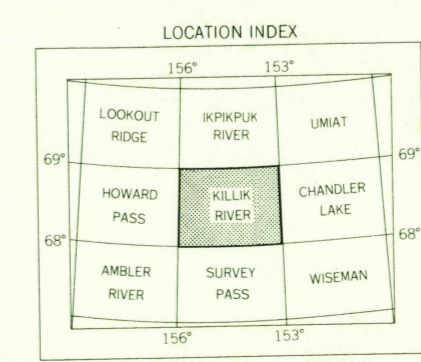 LOCATION INDEX
156° 153°
LOOKOUT RIDGE
IKPIKPUK RIVER
UMIAT
69° 69°
HOWARD PASS
KILLIK RIVER
CHANDLER LAKE
68° 68°
AMBLER RIVER
SURVEY PASS
WISEMAN
156° 153°